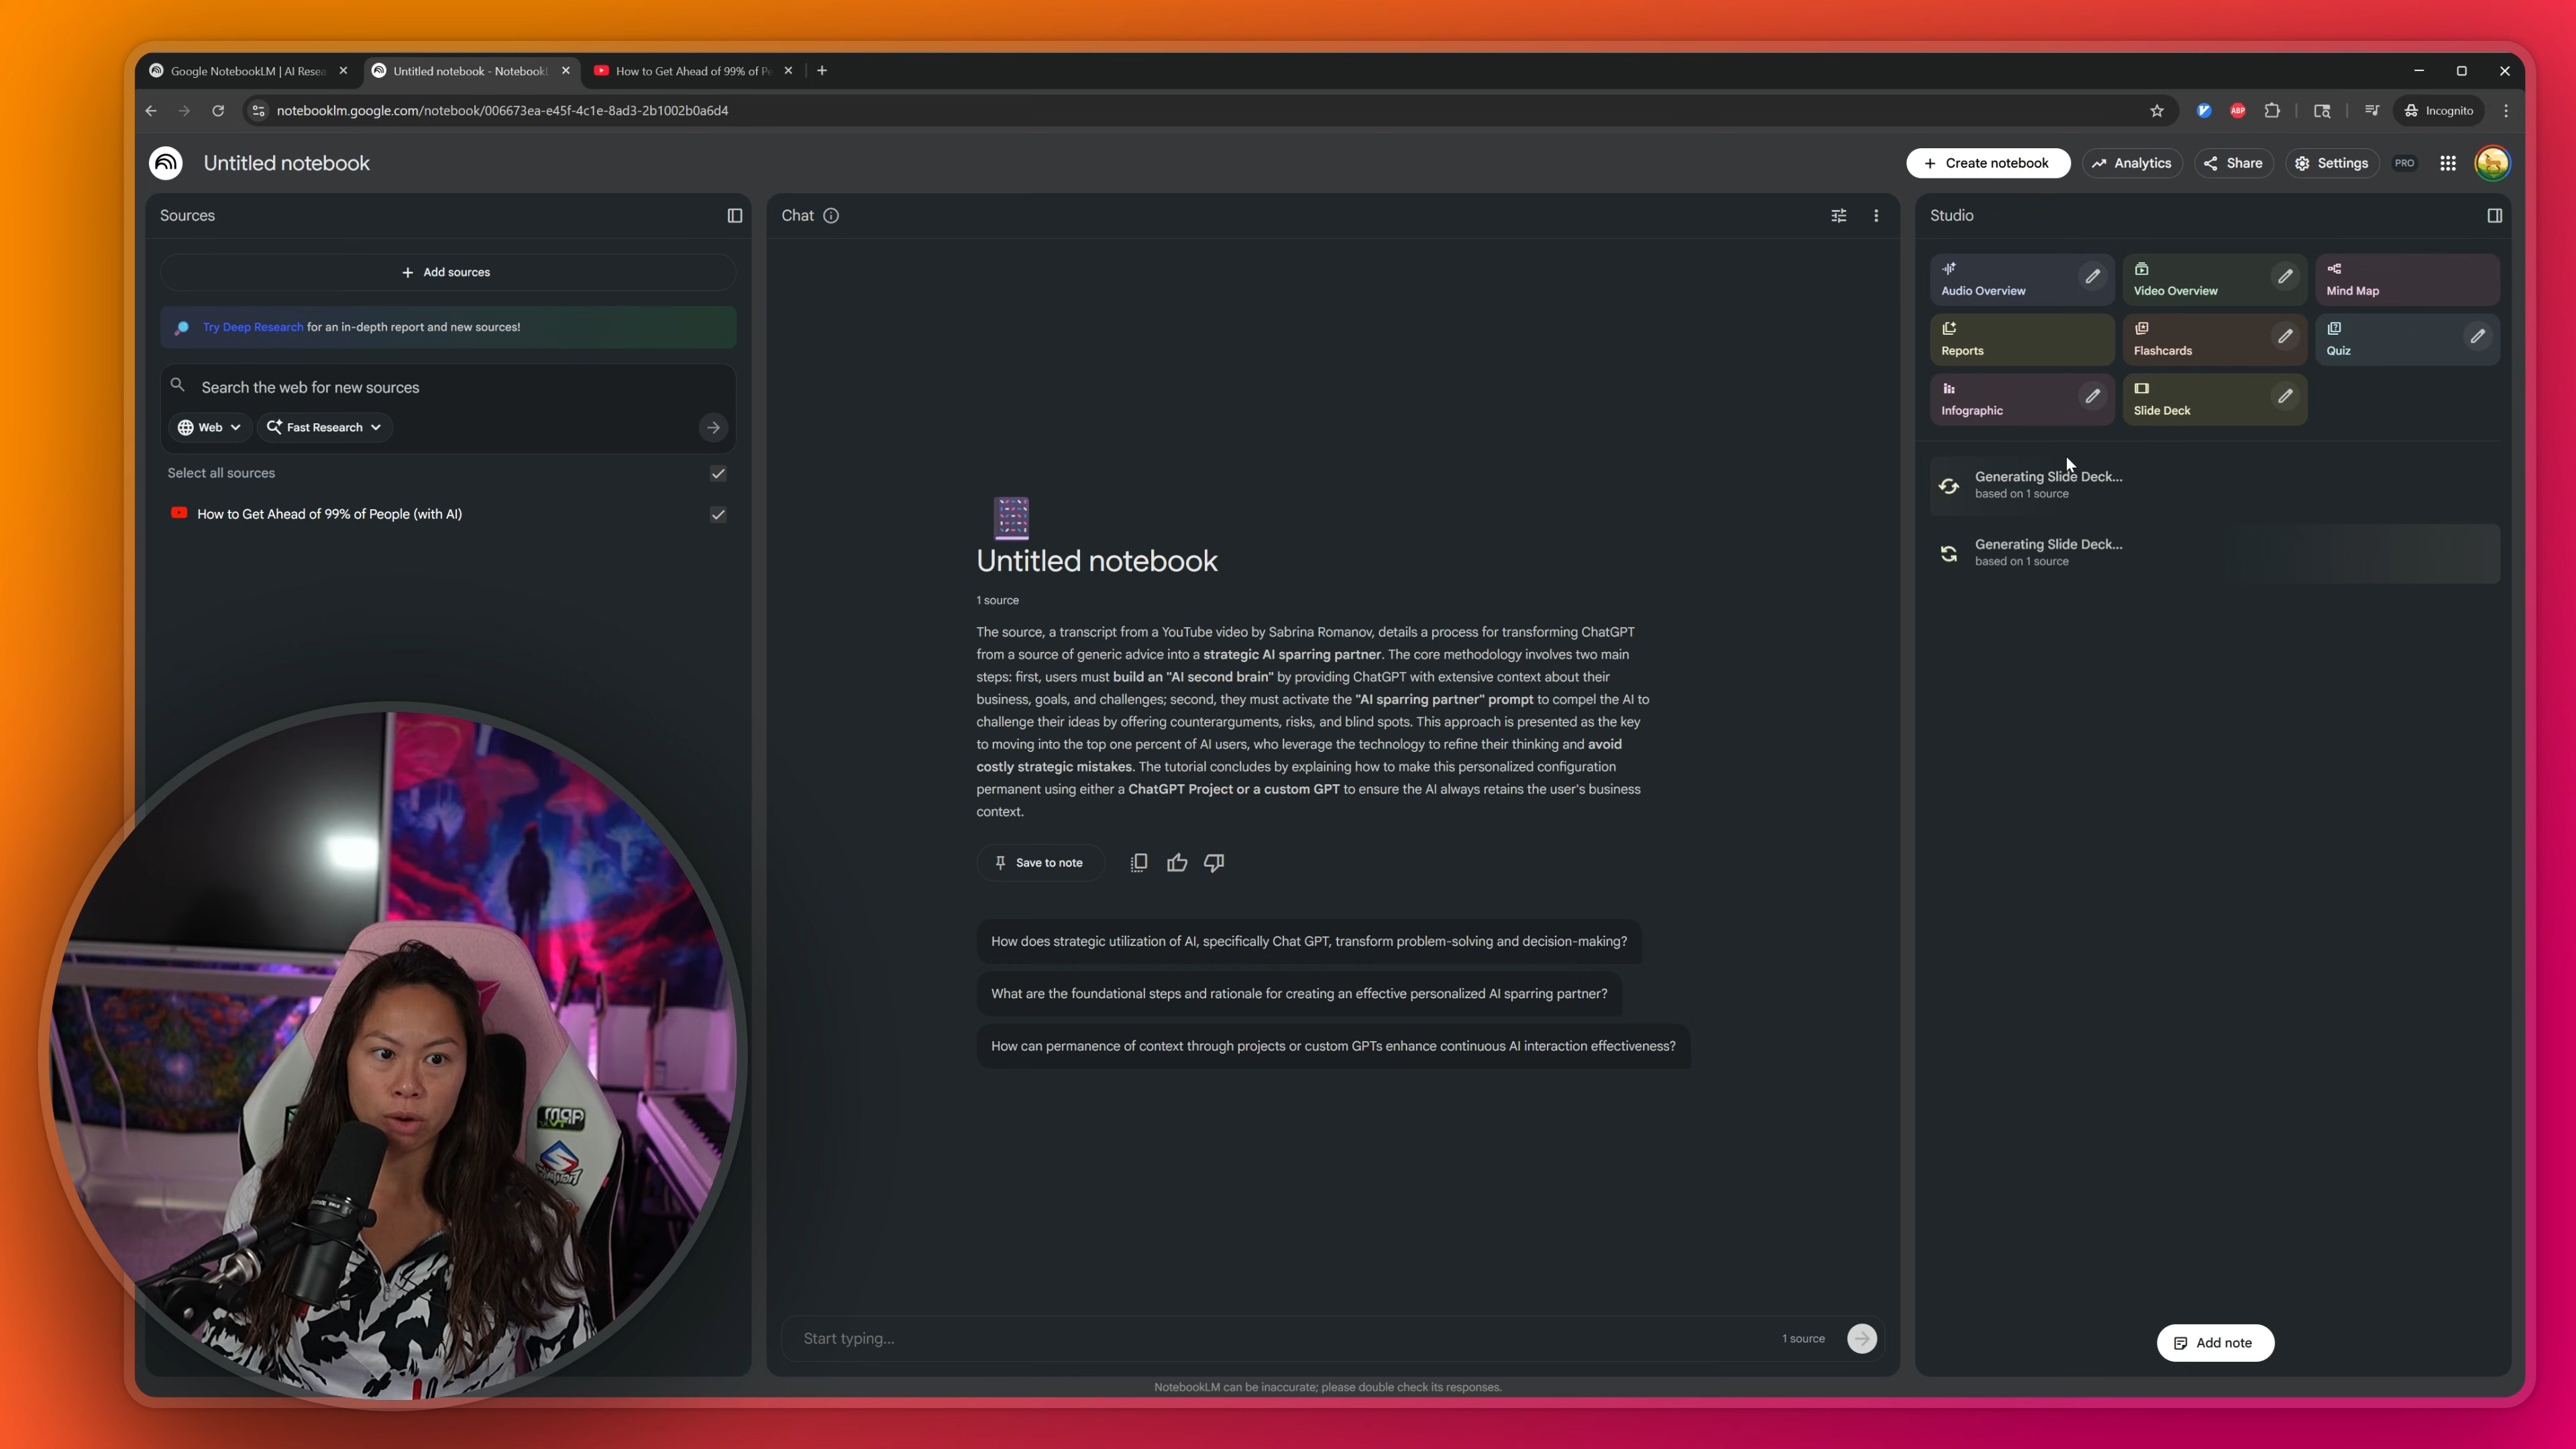 Google NotebookLM | AI Resea
Untitled notebook - Notebookl
How to Get Ahead of 99% of Pe
notebooklm.google.com/notebook/006673ea-e45f-4c1e-8ad3-2b1002b0a6d4
ABP
Incognito
Untitled notebook
Create notebook
Analytics
Share
Settings
PRO
Sources
Add sources
Try Deep Research for an in-depth report and new sources!
Search the web for new sources
Web
Fast Research
Select all sources
How to Get Ahead of 99% of People (with AI)
Chat
Untitled notebook
1 source
The source, a transcript from a YouTube video by Sabrina Romanov, details a process for transforming ChatGPT
from a source of generic advice into a strategic AI sparring partner. The core methodology involves two main
steps: first, users must build an "AI second brain" by providing ChatGPT with extensive context about their
business, goals, and challenges; second, they must activate the "AI sparring partner" prompt to compel the AI to
challenge their ideas by offering counterarguments, risks, and blind spots. This approach is presented as the key
to moving into the top one percent of AI users, who leverage the technology to refine their thinking and avoid
costly strategic mistakes. The tutorial concludes by explaining how to make this personalized configuration
permanent using either a ChatGPT Project or a custom GPT to ensure the AI always retains the user's business
context.
Save to note
How does strategic utilization of AI, specifically Chat GPT, transform problem-solving and decision-making?
What are the foundational steps and rationale for creating an effective personalized AI sparring partner?
How can permanence of context through projects or custom GPTs enhance continuous AI interaction effectiveness?
Start typing...
1 source
NotebookLM can be inaccurate; please double check its responses.
Studio
Audio Overview
Video Overview
Mind Map
Reports
Flashcards
Quiz
Infographic
Slide Deck
Generating Slide Deck...
based on 1 source
Generating Slide Deck...
based on 1 source
Add note